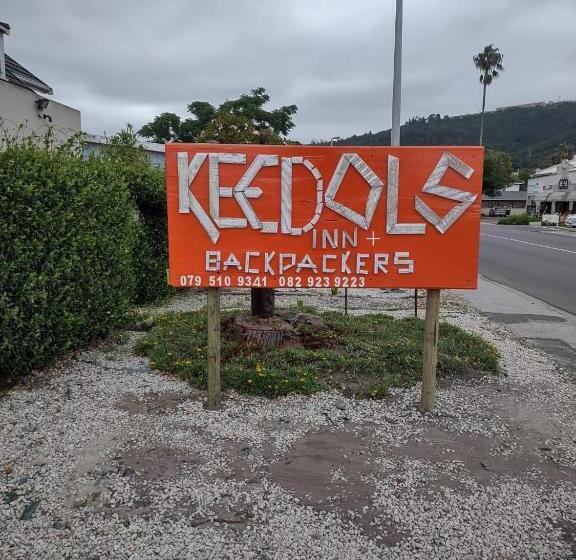 KEEDOLS
INN +
BACKPACKERS
079 510 9341 082 923 9223